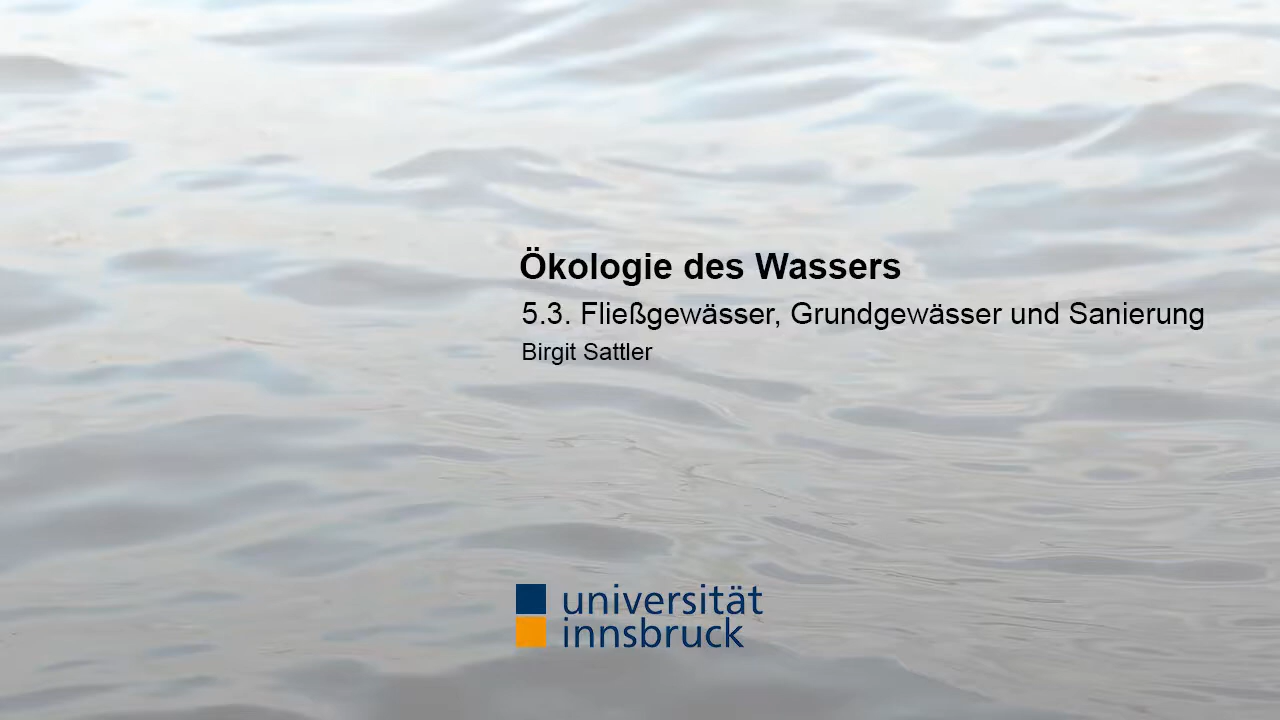 Ökologie des Wassers
5.3. Fließgewässer, Grundgewässer und Sanierung
Birgit Sattler
universität
innsbruck